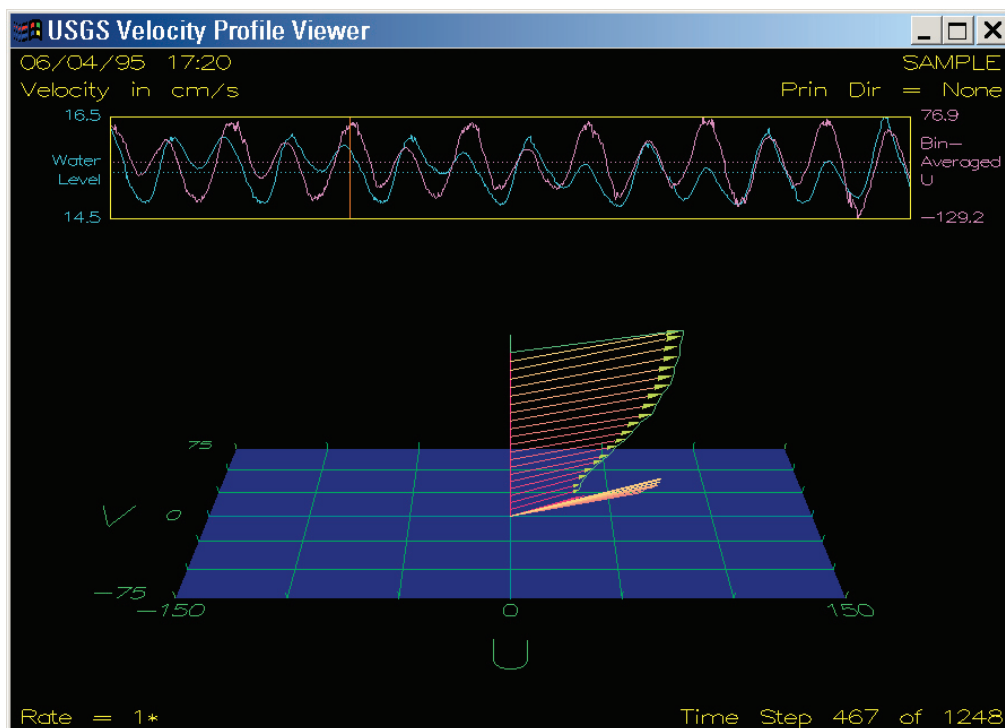 USGS Velocity Profile Viewer
06/04/95 17:20
SAMPLE
Velocity in cm/s
Prin Dir = None
16.5
76.9
Water
Level
Bin-
Averaged
U
14.5
-129.2
75
V
0
-75
-150
0
150
U
Rate = 1*
Time Step 467 of 1248